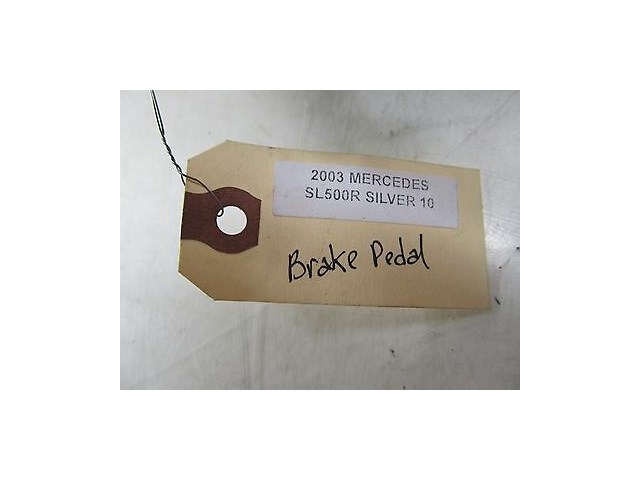 2003 MERCEDES
SL500R SILVER 10
Brake Pedal